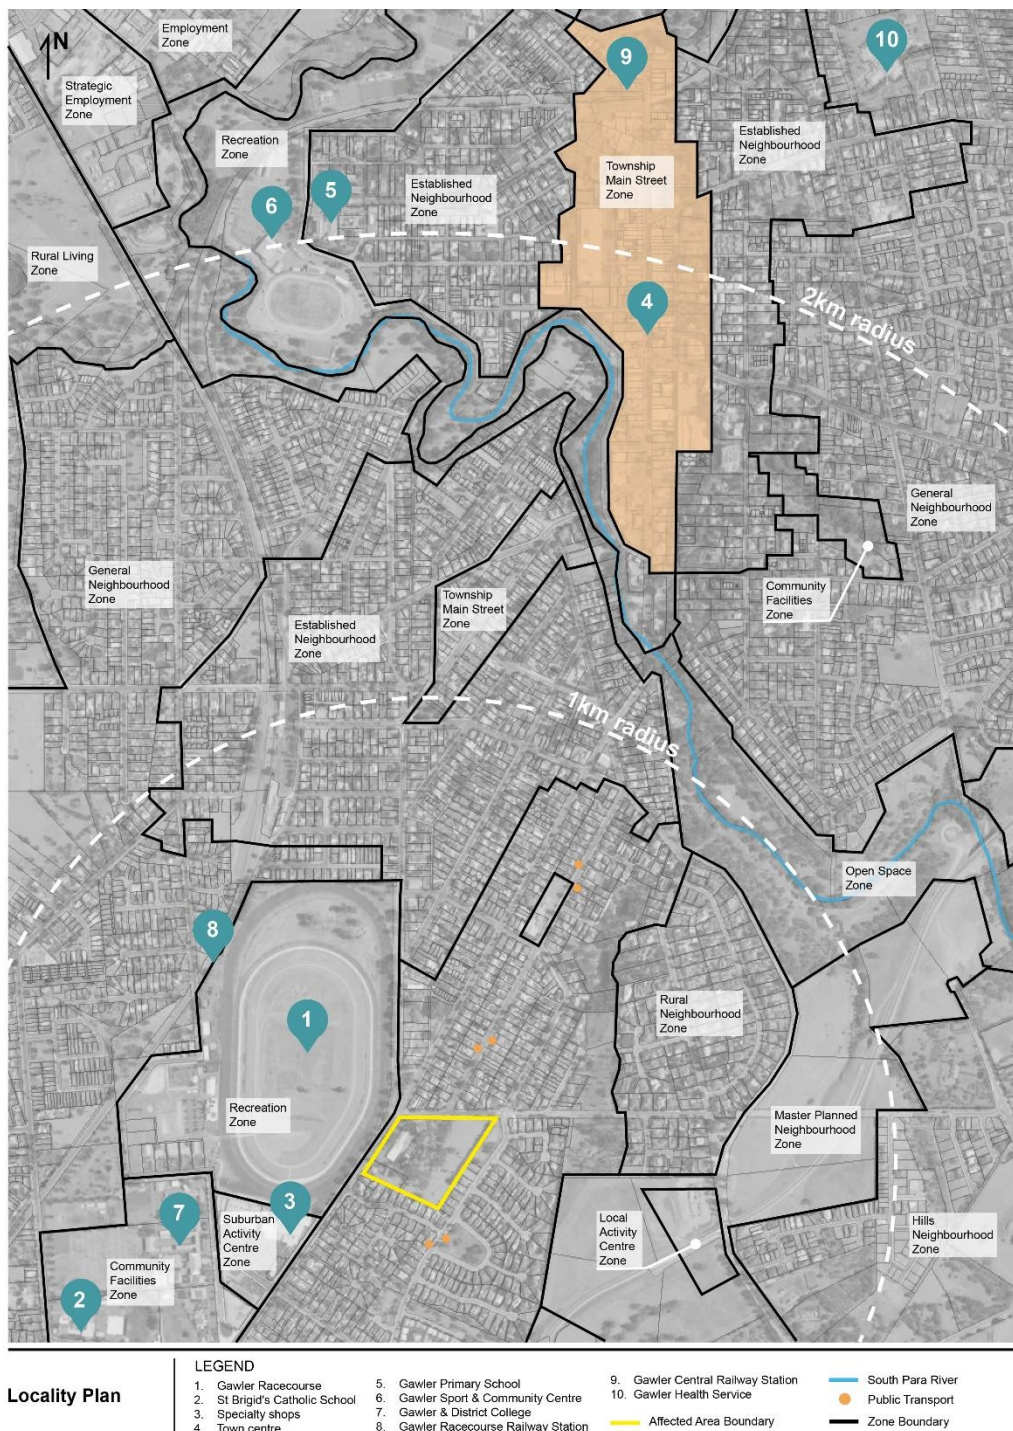 N
Employment
Zone
9
10
Strategic
Employment
Zone
Recreation
Zone
Established
Neighbourhood
Zone
Township
Main Street
Zone
5
Established
Neighbourhood
Zone
6
Rural Living
Zone
4
2km radius
General
Neighbourhood
Zone
General
Neighbourhood
Zone
Community
Facilities
Zone
Township
Main Street
Zone
Established
Neighbourhood
Zone
1km radius
Open Space
Zone
8
1
Rural
Neighbourhood
Zone
Recreation
Zone
Master Planned
Neighbourhood
Zone
7
3
Suburban
Activity
Centre
Zone
Local
Activity
Centre
Zone
Hills
Neighbourhood
Zone
Community
Facilities
Zone
2
Locality Plan
LEGEND
1. Gawler Racecourse
2. St Brigid's Catholic School
3. Specialty shops
4. Town centre
5. Gawler Primary School
6. Gawler Sport & Community Centre
7. Gawler & District College
8. Gawler Racecourse Railway Station
9. Gawler Central Railway Station
10. Gawler Health Service
Affected Area Boundary
South Para River
Public Transport
Zone Boundary